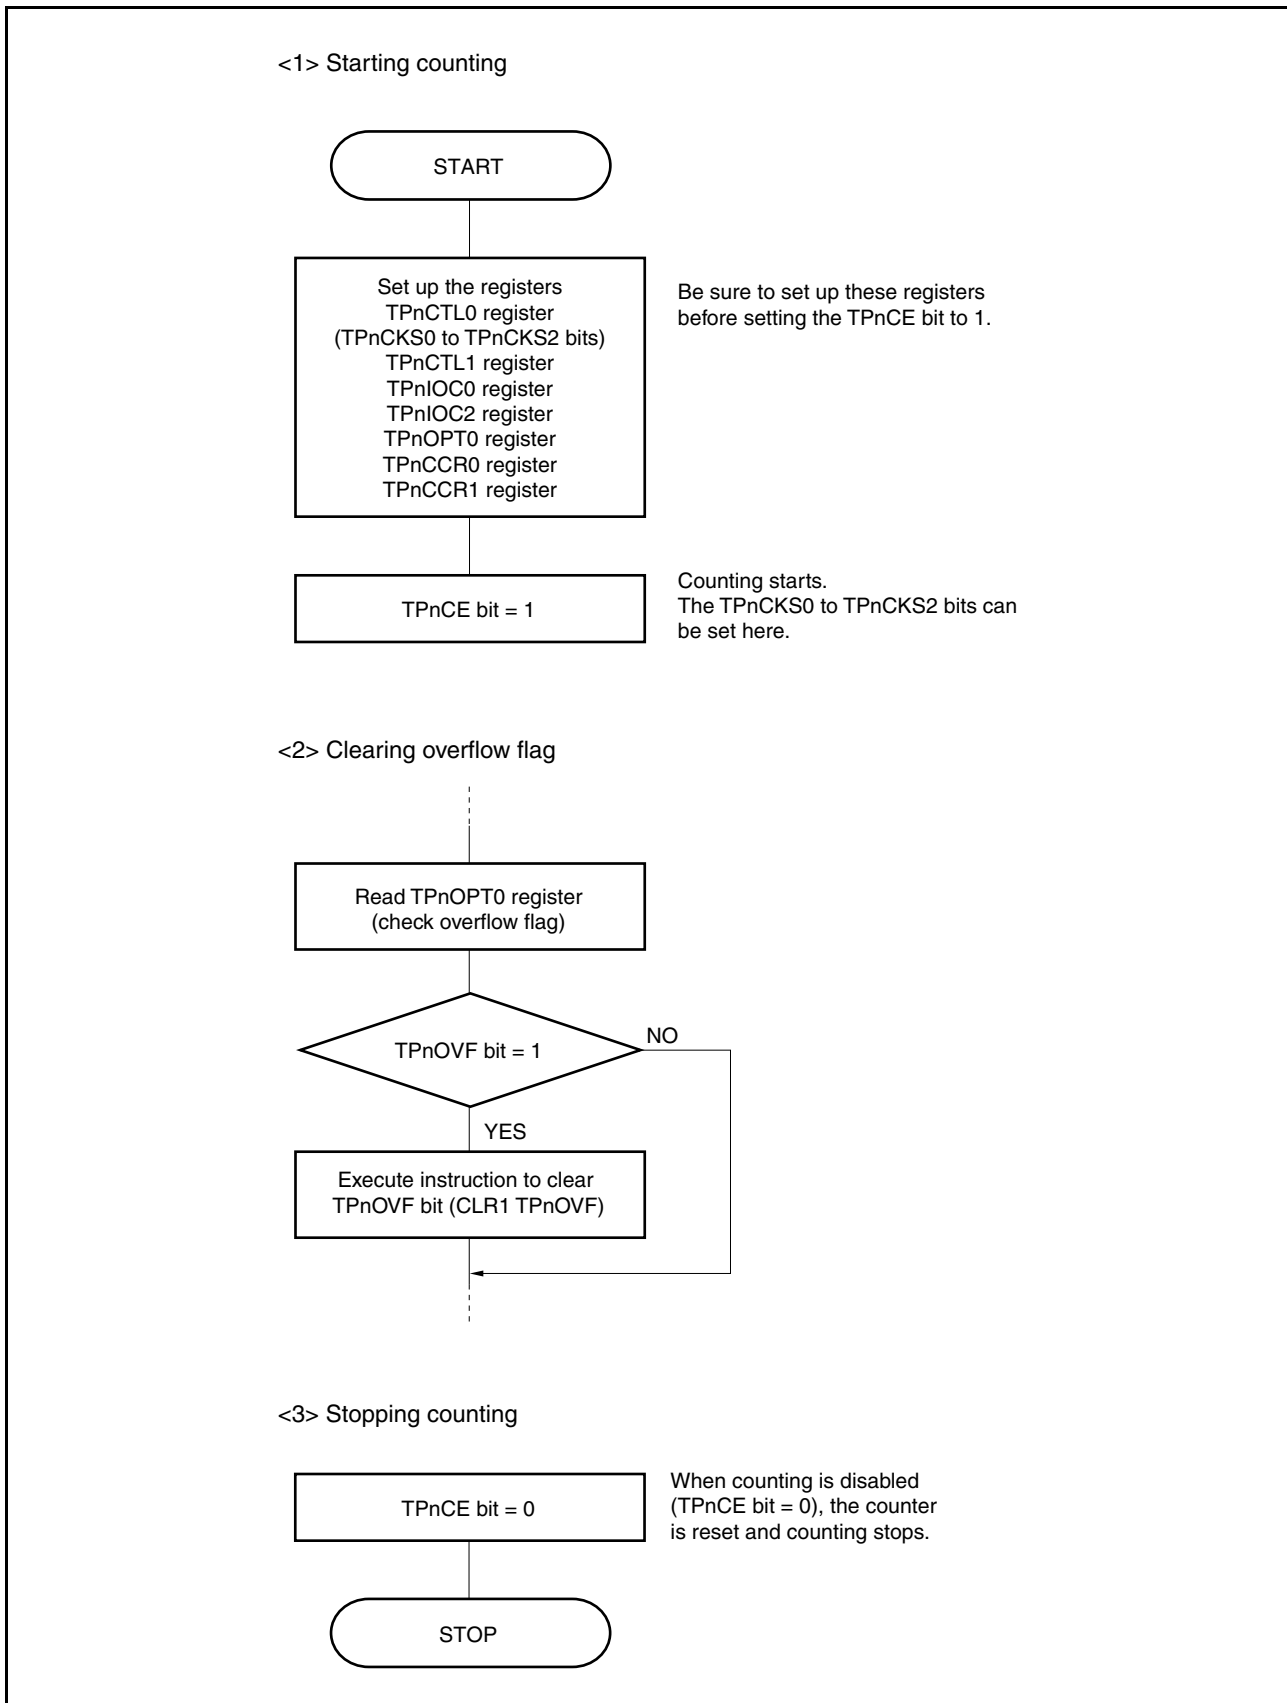 <1> Starting counting
START
Set up the registers
TPnCTL0 register
(TPnCKS0 to TPnCKS2 bits)
TPnCTL1 register
TPnIOC0 register
TPnIOC2 register
TPnOPT0 register
TPnCCR0 register
TPnCCR1 register
Be sure to set up these registers
before setting the TPnCE bit to 1.
TPnCE bit = 1
Counting starts.
The TPnCKS0 to TPnCKS2 bits can
be set here.
<2> Clearing overflow flag
Read TPnOPT0 register
(check overflow flag)
TPnOVF bit = 1
NO
YES
Execute instruction to clear
TPnOVF bit (CLR1 TPnOVF)
<3> Stopping counting
TPnCE bit = 0
When counting is disabled
(TPnCE bit = 0), the counter
is reset and counting stops.
STOP